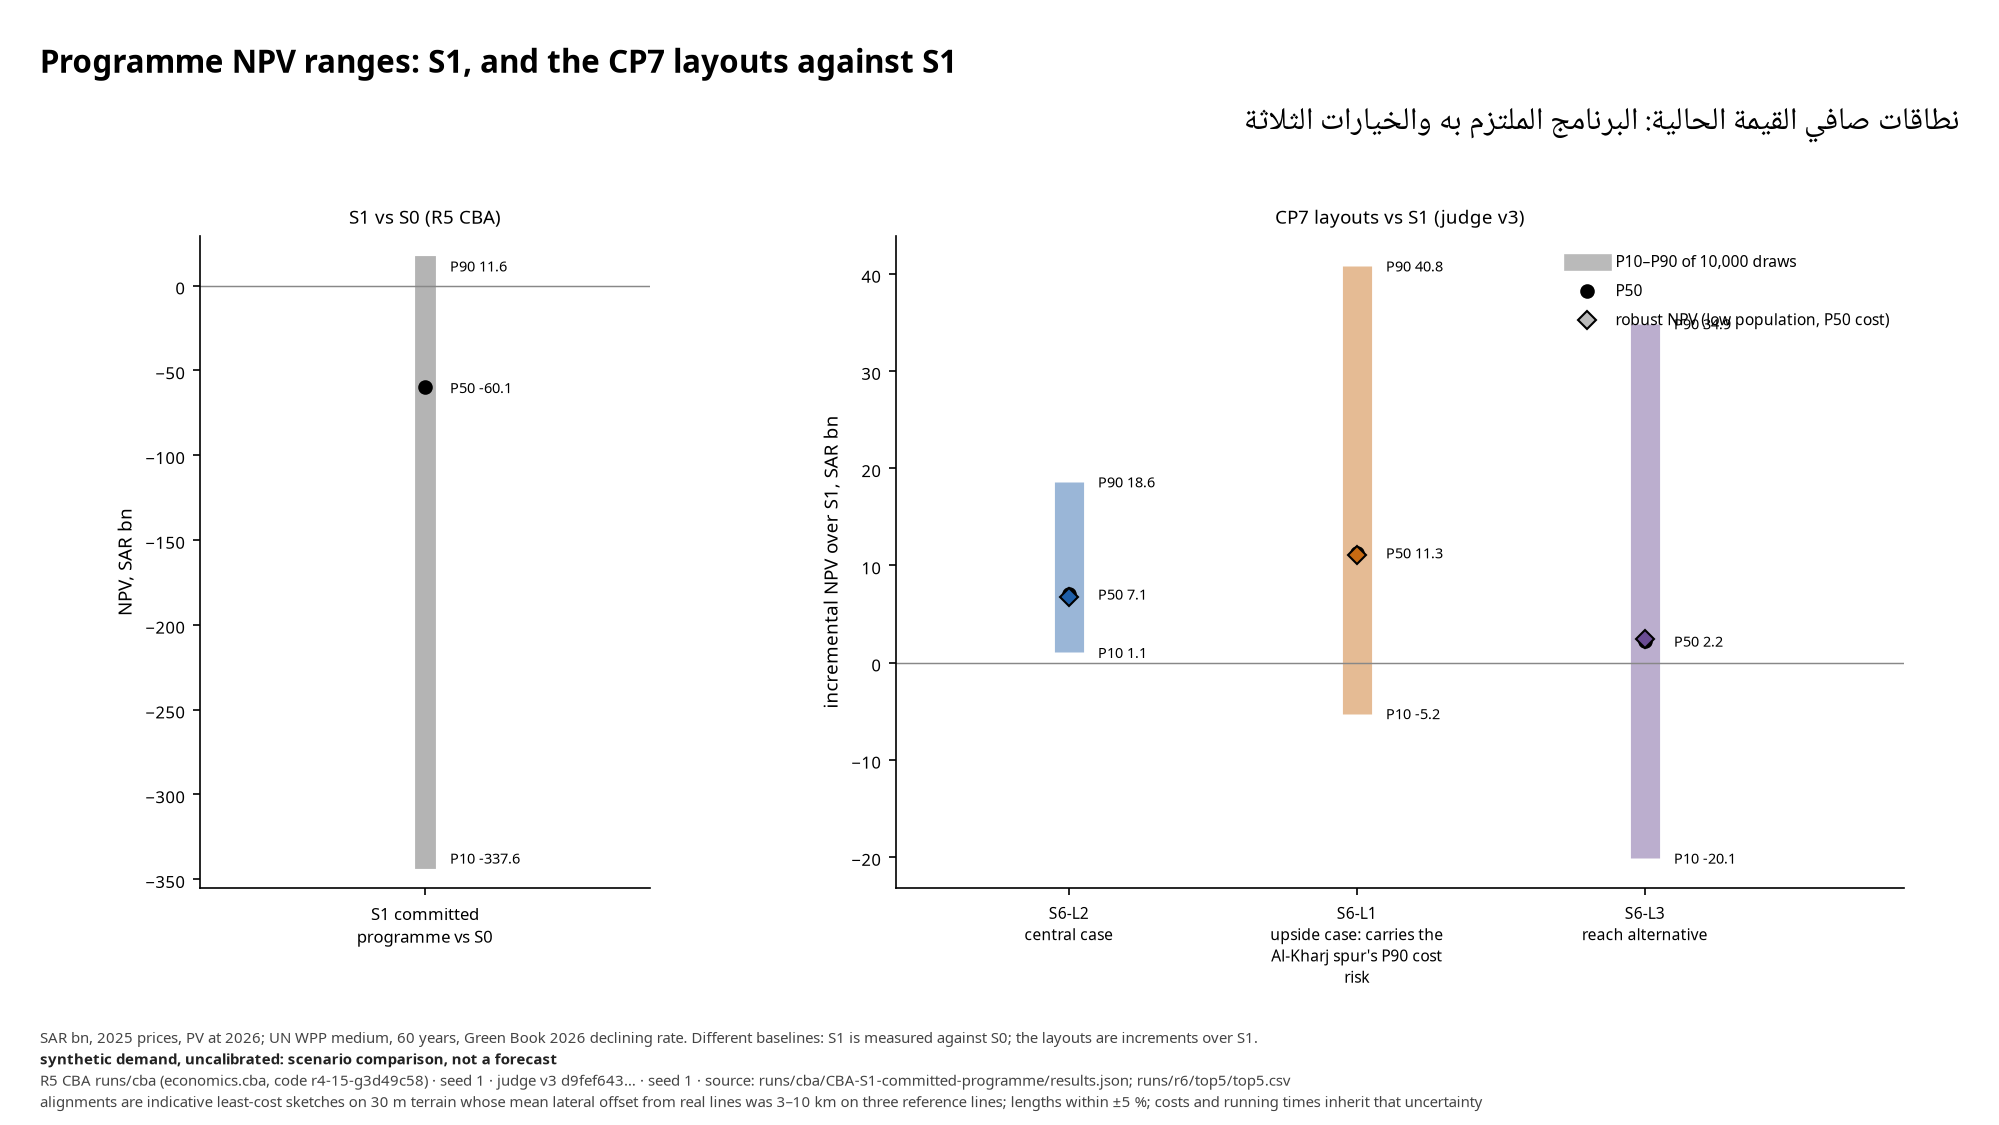 Programme NPV ranges: S1, and the CP7 layouts against S1
نطاقات صافي القيمة الحالية: البرنامج الملتزم به والخيارات الثلاثة
S1 vs S0 (R5 CBA)
NPV, SAR bn
0
−50
−100
−150
−200
−250
−300
−350
P90 11.6
P50 -60.1
P10 -337.6
S1 committed
programme vs S0
CP7 layouts vs S1 (judge v3)
incremental NPV over S1, SAR bn
40
30
20
10
0
−10
−20
P10–P90 of 10,000 draws
P50
robust NPV (low population, P50 cost)
P90 18.6
P50 7.1
P10 1.1
P90 40.8
P50 11.3
P10 -5.2
P90 34.9
P50 2.2
P10 -20.1
S6-L2
central case
S6-L1
upside case: carries the
Al-Kharj spur's P90 cost
risk
S6-L3
reach alternative
SAR bn, 2025 prices, PV at 2026; UN WPP medium, 60 years, Green Book 2026 declining rate. Different baselines: S1 is measured against S0; the layouts are increments over S1.
synthetic demand, uncalibrated: scenario comparison, not a forecast
R5 CBA runs/cba (economics.cba, code r4-15-g3d49c58) · seed 1 · judge v3 d9fef643… · seed 1 · source: runs/cba/CBA-S1-committed-programme/results.json; runs/r6/top5/top5.csv
alignments are indicative least-cost sketches on 30 m terrain whose mean lateral offset from real lines was 3–10 km on three reference lines; lengths within ±5 %; costs and running times inherit that uncertainty